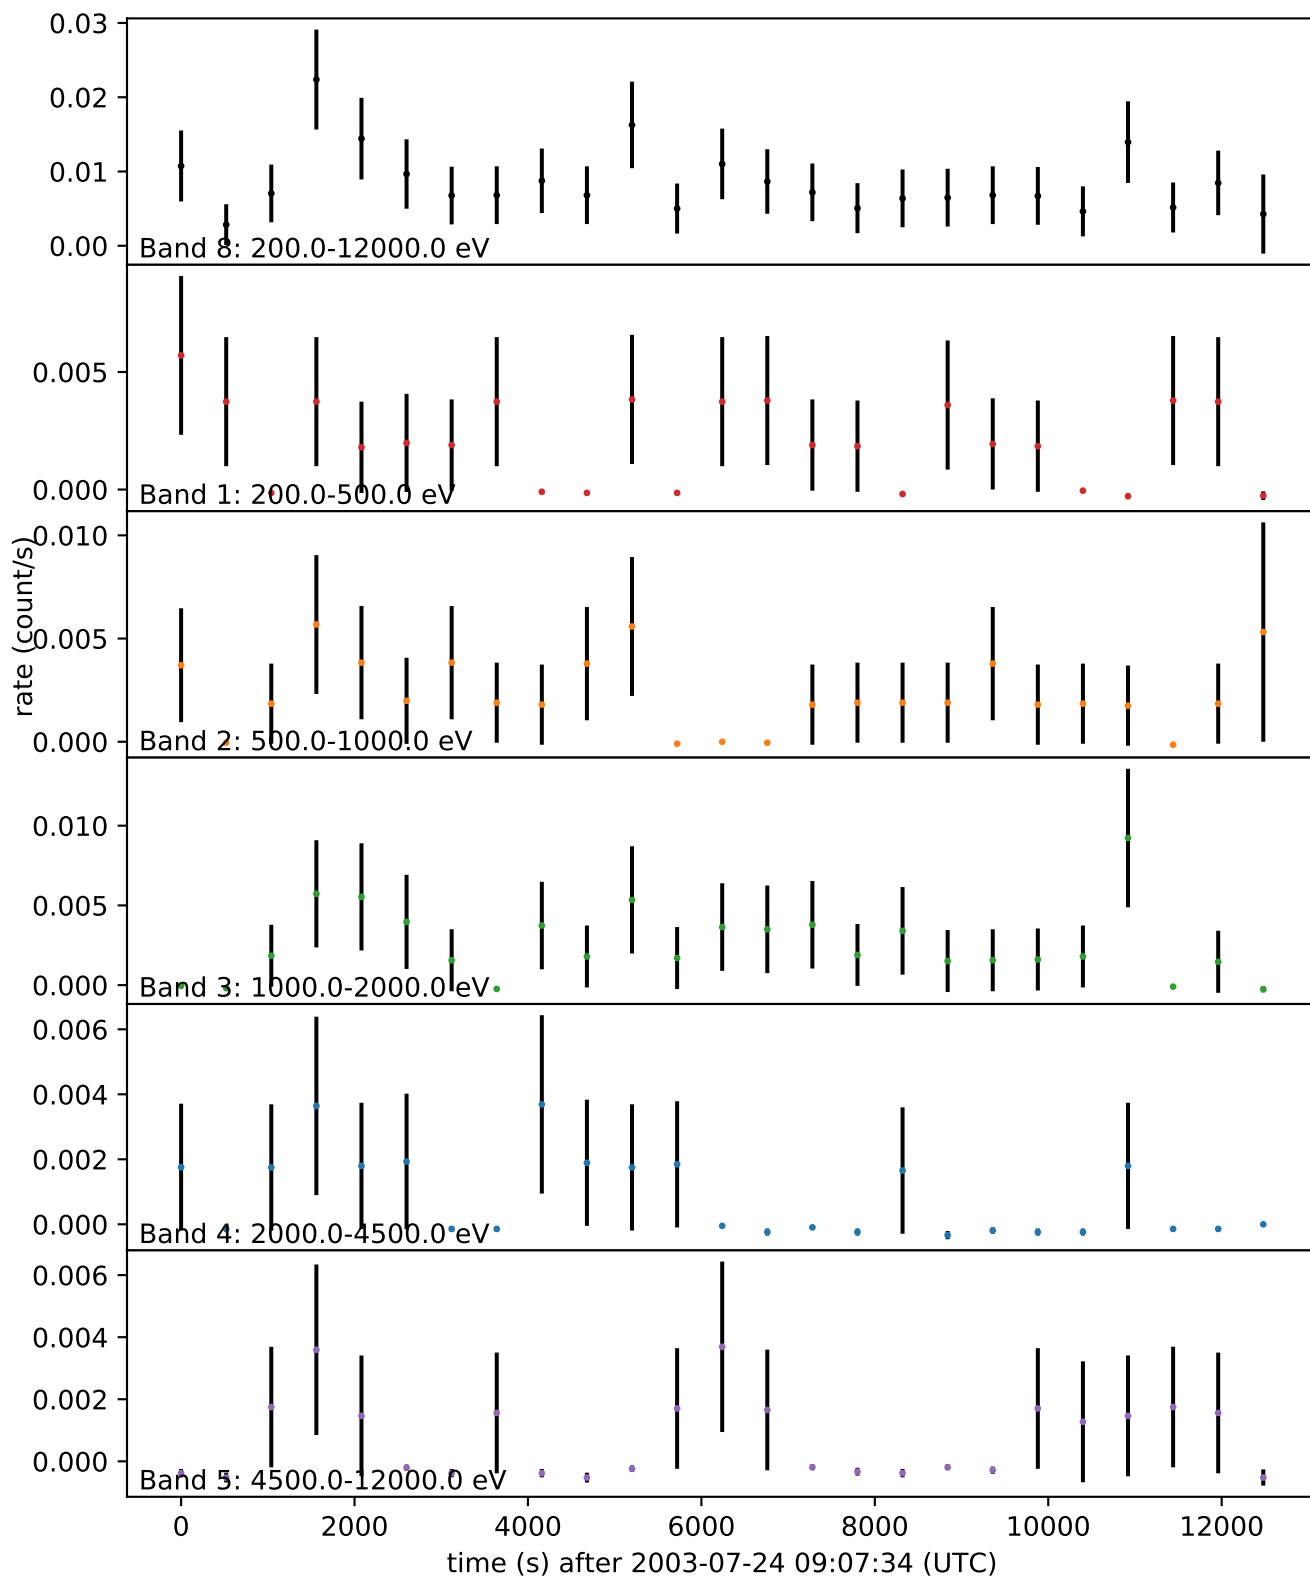 0.03
0.02
0.01
0.00
Band 8: 200.0-12000.0 eV
0.005
0.000
Band 1: 200.0-500.0 eV
rate (count/s)
0.010
0.005
0.000
Band 2: 500.0-1000.0 eV
0.010
0.005
0.000
Band 3: 1000.0-2000.0 eV
0.006
0.004
0.002
0.000
Band 4: 2000.0-4500.0 eV
0.006
0.004
0.002
0.000
Band 5: 4500.0-12000.0 eV
0 2000 4000 6000 8000 10000 12000
time (s) after 2003-07-24 09:07:34 (UTC)